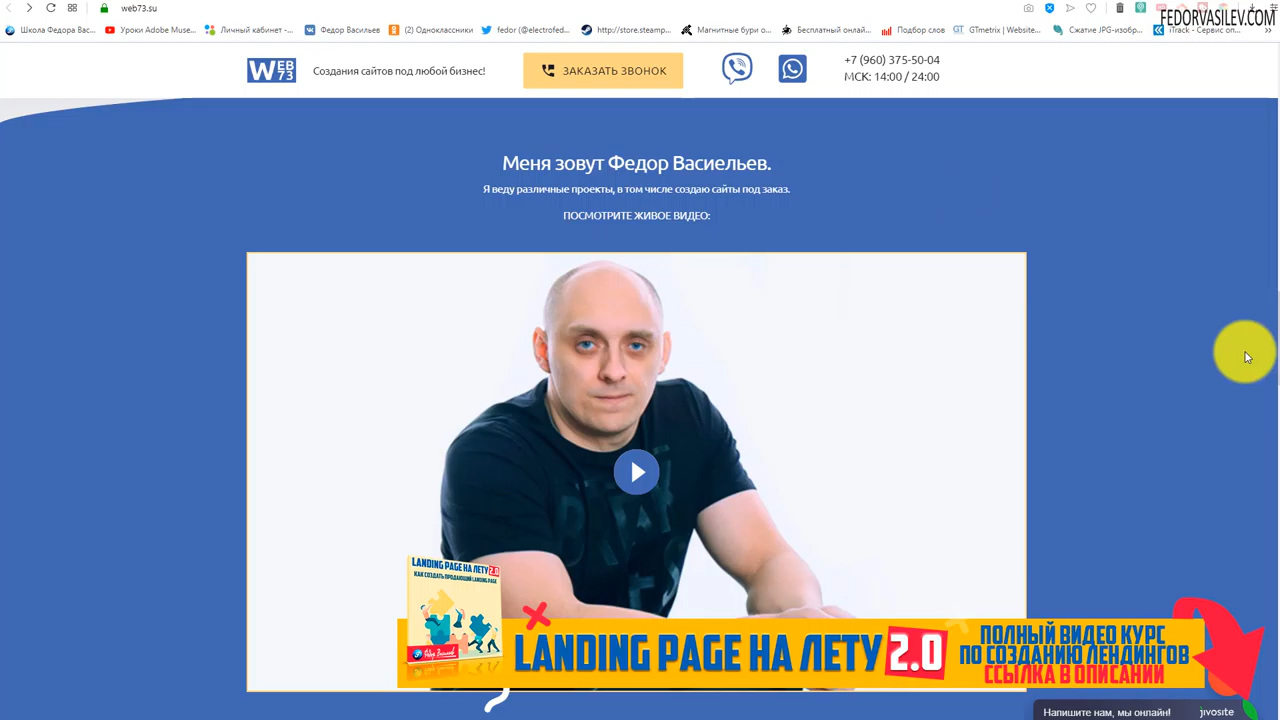 web73.su
FEDORVASILEV.COM
Школа Федора Вас...
Уроки Adobe Muse...
Личный кабинет -...
Федор Васильев
(2) Одноклассники
fedor (@electrofed...
http://store.steamp...
Магнитные бури о...
Бесплатный онлай...
Подбор слов
GTmetrix | Website...
Сжатие JPG-изобр...
iTrack - Сервис оп...
WEB 73
Создания сайтов под любой бизнес!
ЗАКАЗАТЬ ЗВОНОК
+7 (960) 375-50-04
МСК: 14:00 / 24:00
Меня зовут Федор Васиельев.
Я веду различные проекты, в том числе создаю сайты под заказ.
ПОСМОТРИТЕ ЖИВОЕ ВИДЕО:
LANDING PAGE НА ЛЕТУ 2.0
КАК СОЗДАТЬ ПРОДАЮЩИЙ LANDING PAGE
Федор Васильев
LANDING PAGE НА ЛЕТУ 2.0
ПОЛНЫЙ ВИДЕО КУРС
ПО СОЗДАНИЮ ЛЕНДИНГОВ
ССЫЛКА В ОПИСАНИИ
Напишите нам, мы онлайн!
jivosite